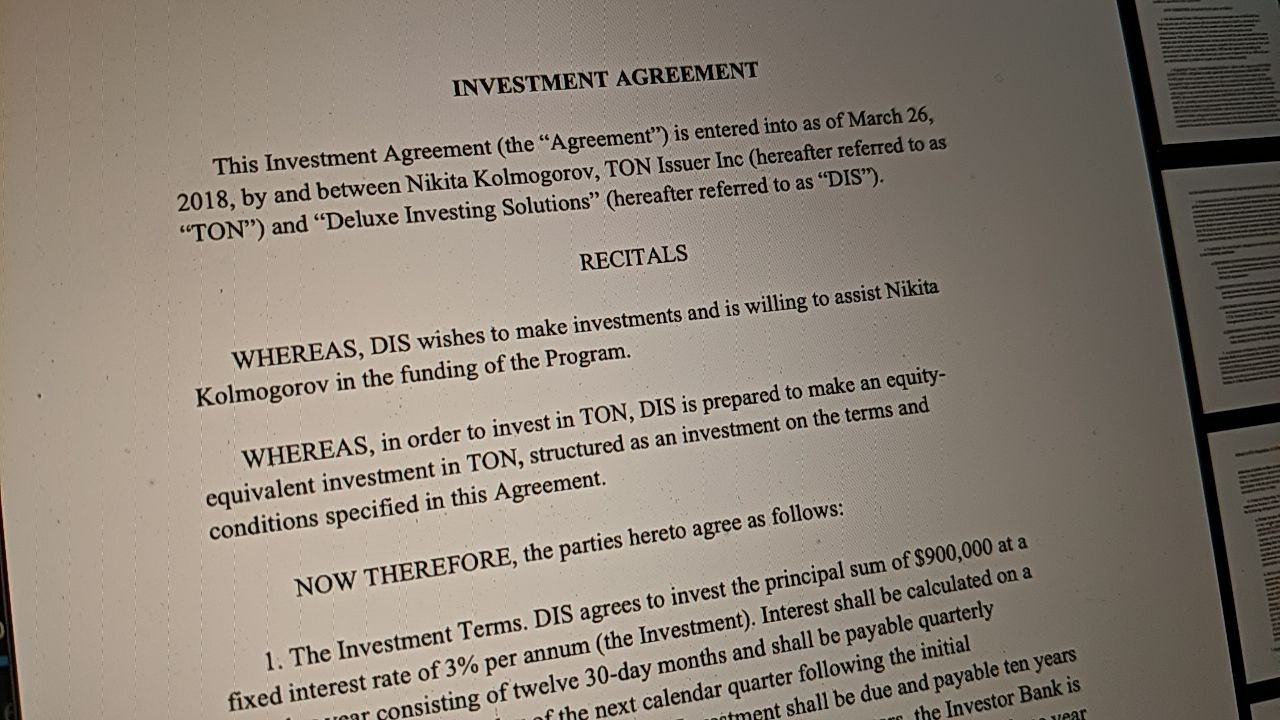 INVESTMENT AGREEMENT
This Investment Agreement (the “Agreement”) is entered into as of March 26,
2018, by and between Nikita Kolmogorov, TON Issuer Inc (hereafter referred to as
“TON”) and “Deluxe Investing Solutions” (hereafter referred to as “DIS”).
RECITALS
WHEREAS, DIS wishes to make investments and is willing to assist Nikita
Kolmogorov in the funding of the Program.
WHEREAS, in order to invest in TON, DIS is prepared to make an equity-
equivalent investment in TON, structured as an investment on the terms and
conditions specified in this Agreement.
NOW THEREFORE, the parties hereto agree as follows:
1. The Investment Terms. DIS agrees to invest the principal sum of $900,000 at a
fixed interest rate of 3% per annum (the Investment). Interest shall be calculated on a
year consisting of twelve 30-day months and shall be payable quarterly
of the next calendar quarter following the initial
shall be due and payable ten years
the Investor Bank is
year